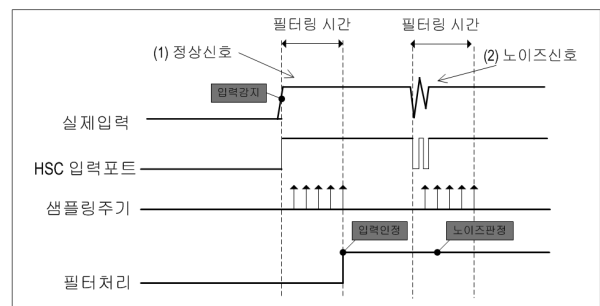 필터링 시간
필터링 시간
(1) 정상신호
(2) 노이즈신호
입력감지
실제입력
HSC 입력포트
샘플링주기
입력인정
노이즈판정
필터처리